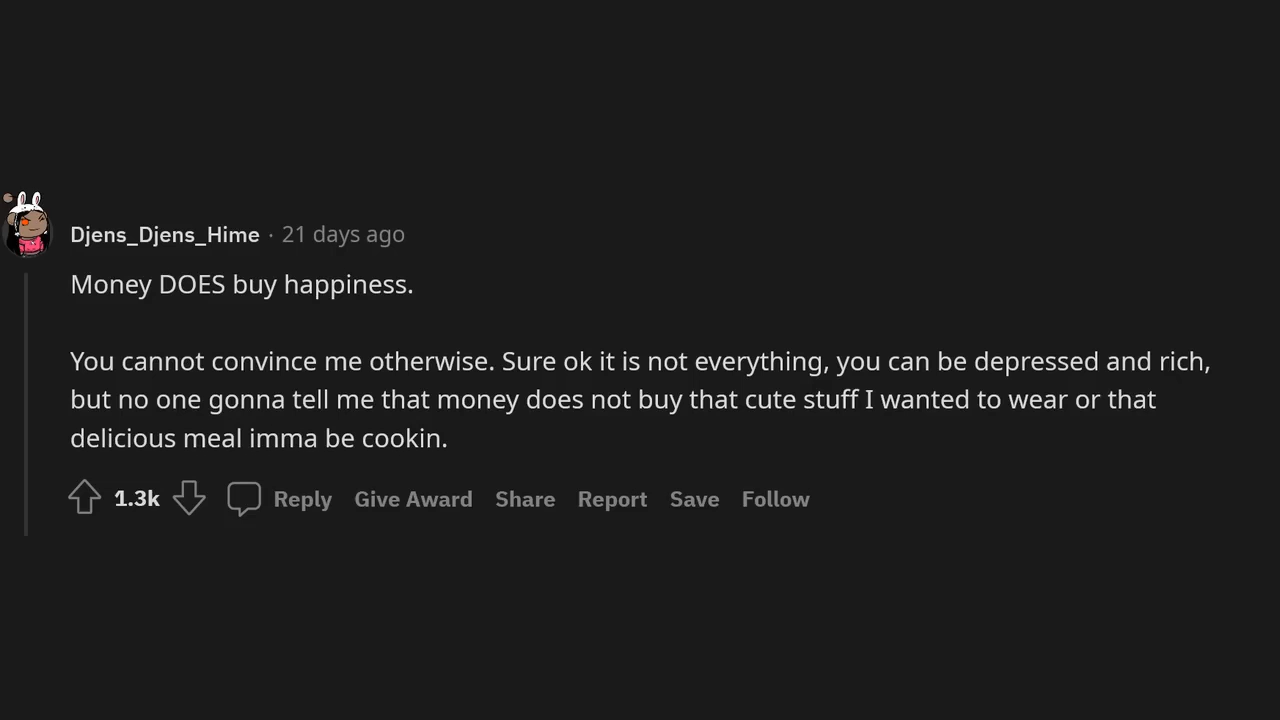 Djens_Djens_Hime · 21 days ago
Money DOES buy happiness.
You cannot convince me otherwise. Sure ok it is not everything, you can be depressed and rich,
but no one gonna tell me that money does not buy that cute stuff I wanted to wear or that
delicious meal imma be cookin.
1.3k Reply Give Award Share Report Save Follow